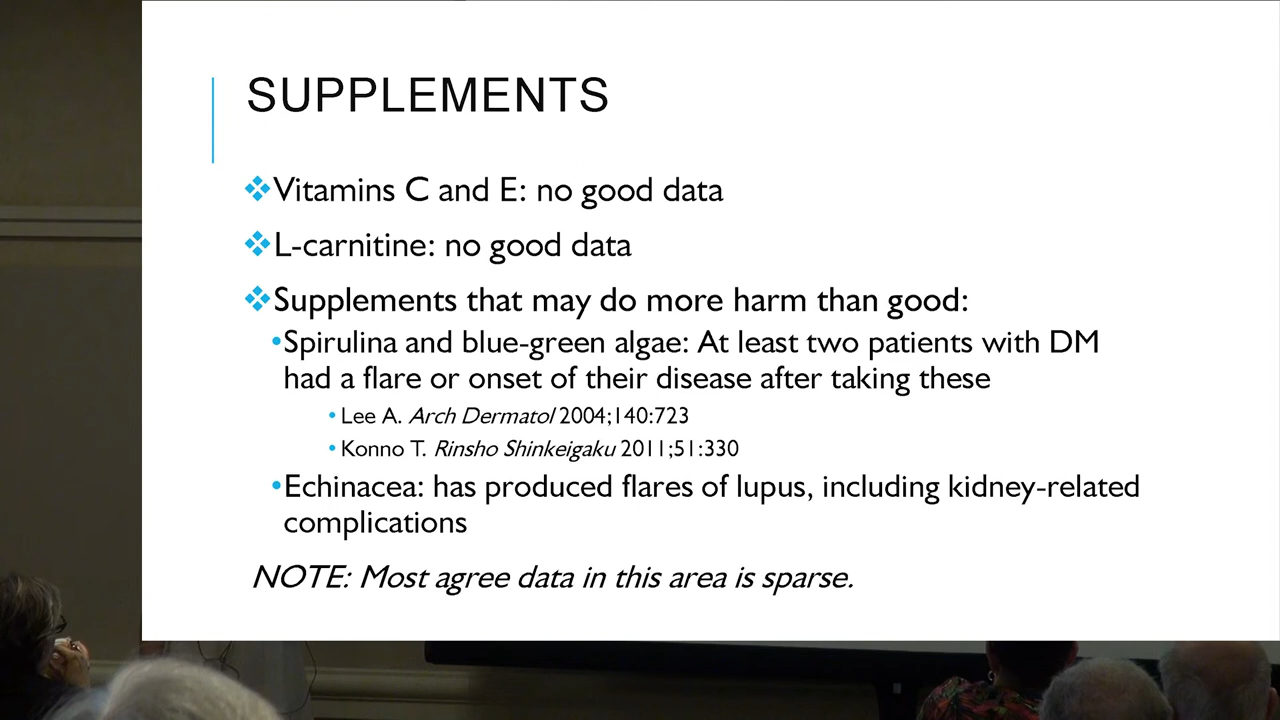 SUPPLEMENTS
❖Vitamins C and E: no good data
❖L-carnitine: no good data
❖Supplements that may do more harm than good:
•Spirulina and blue-green algae: At least two patients with DM
had a flare or onset of their disease after taking these
•Lee A. Arch Dermatol 2004;140:723
•Konno T. Rinsho Shinkeigaku 2011;51:330
•Echinacea: has produced flares of lupus, including kidney-related
complications
NOTE: Most agree data in this area is sparse.